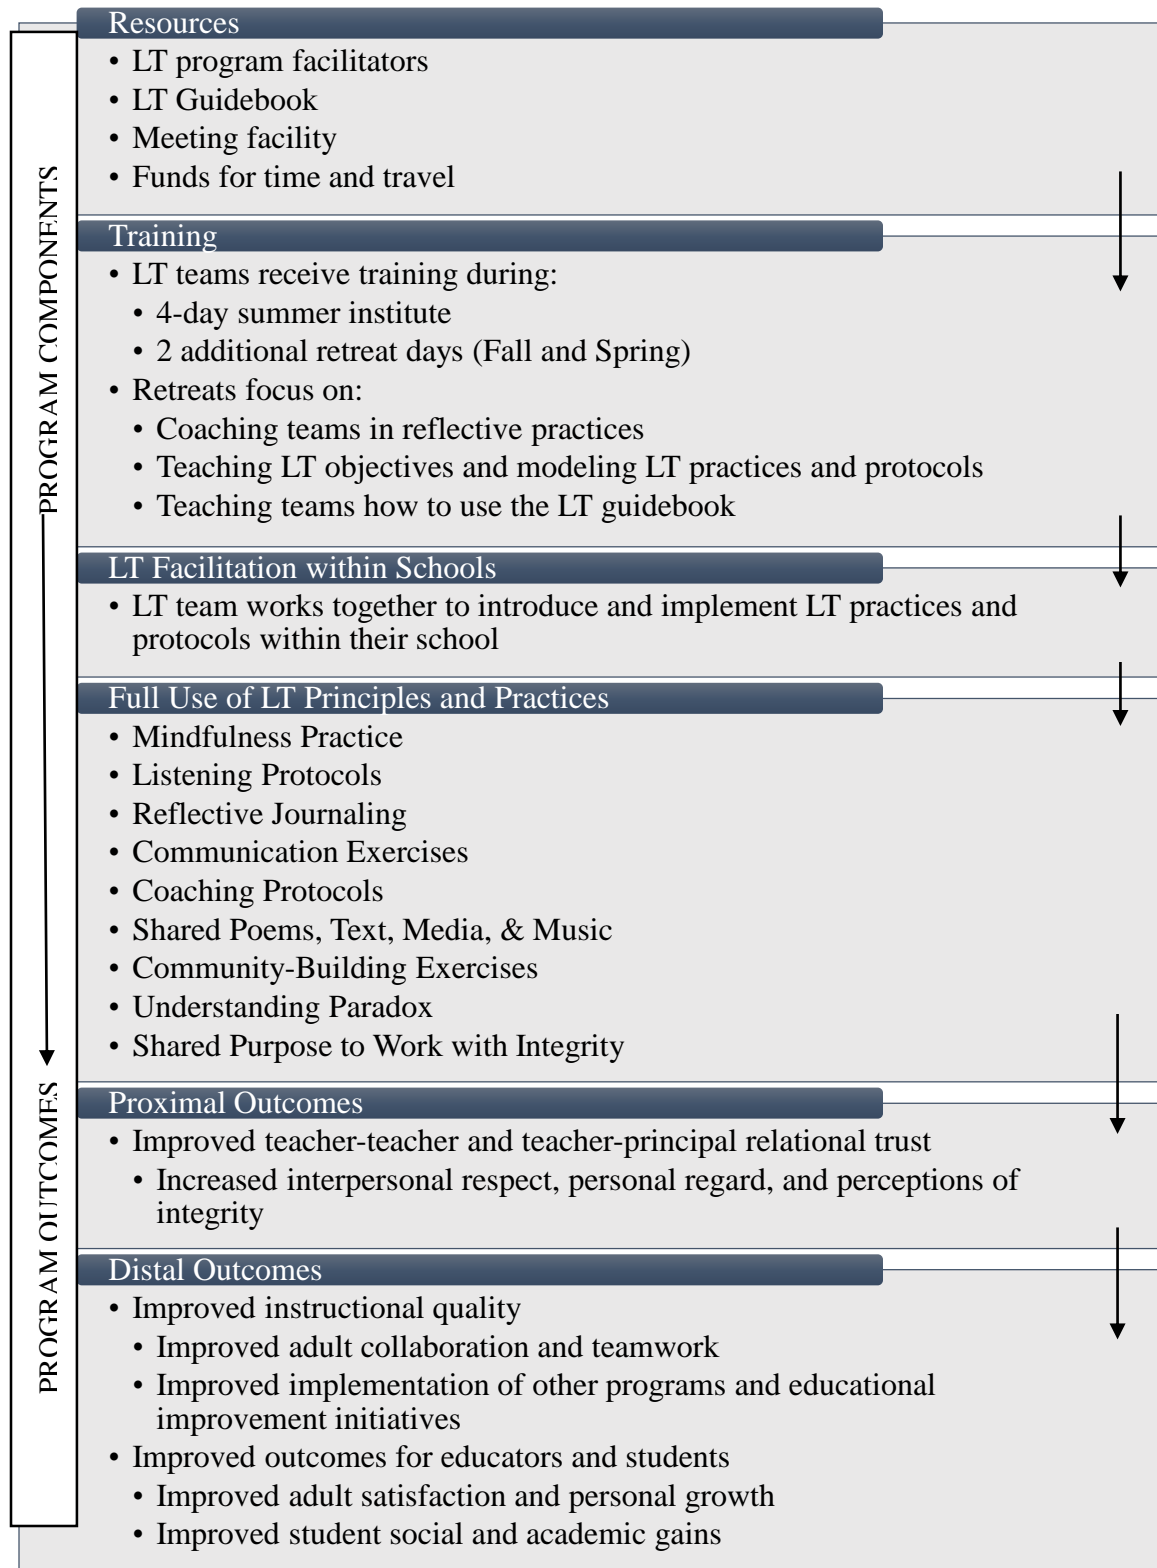 Resources
• LT program facilitators
• LT Guidebook
• Meeting facility
• Funds for time and travel
Training
• LT teams receive training during:
• 4-day summer institute
• 2 additional retreat days (Fall and Spring)
• Retreats focus on:
• Coaching teams in reflective practices
• Teaching LT objectives and modeling LT practices and protocols
• Teaching teams how to use the LT guidebook
LT Facilitation within Schools
• LT team works together to introduce and implement LT practices and
protocols within their school
Full Use of LT Principles and Practices
• Mindfulness Practice
• Listening Protocols
• Reflective Journaling
• Communication Exercises
• Coaching Protocols
• Shared Poems, Text, Media, & Music
• Community-Building Exercises
• Understanding Paradox
• Shared Purpose to Work with Integrity
Proximal Outcomes
• Improved teacher-teacher and teacher-principal relational trust
• Increased interpersonal respect, personal regard, and perceptions of
integrity
Distal Outcomes
• Improved instructional quality
• Improved adult collaboration and teamwork
• Improved implementation of other programs and educational
improvement initiatives
• Improved outcomes for educators and students
• Improved adult satisfaction and personal growth
• Improved student social and academic gains
PROGRAM COMPONENTS
PROGRAM OUTCOMES